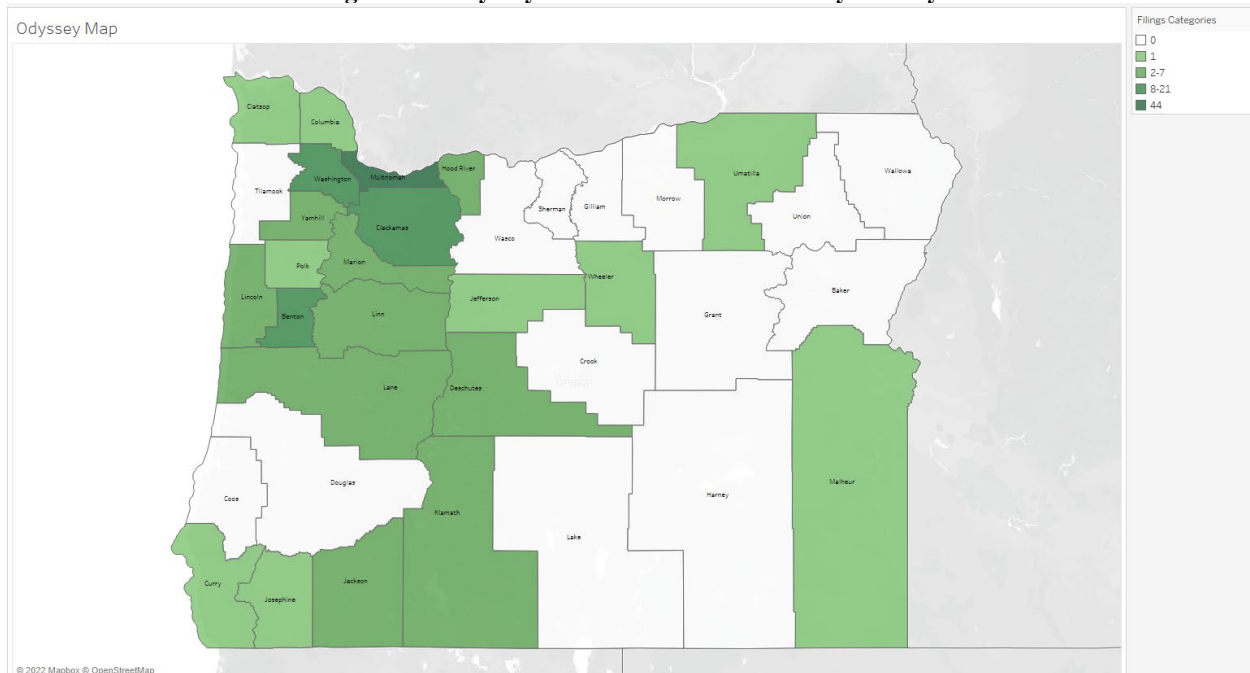 Odyssey Map
Filings Categories
0
1
2-7
8-21
44
Clatsop
Columbia
Tillamook
Washington
Multnomah
Hood River
Yamhill
Clackamas
Wasco
Sherman
Gilliam
Morrow
Umatilla
Union
Wallowa
Polk
Marion
Wheeler
Jefferson
Baker
Lincoln
Benton
Linn
Grant
Crook
Oregon
Lane
Deschutes
Coos
Douglas
Klamath
Lake
Harney
Malheur
Curry
Josephine
Jackson
© 2022 Mapbox © OpenStreetMap